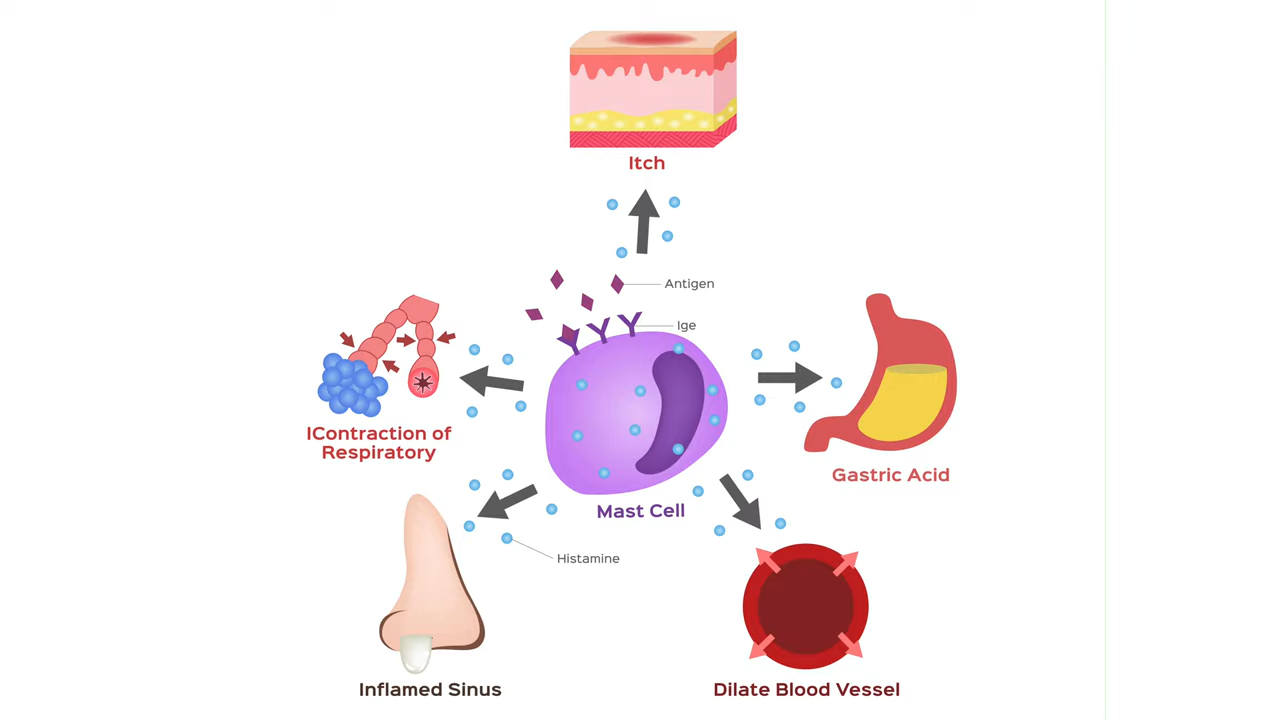 Itch
Antigen
Ige
IContraction of
Respiratory
Gastric Acid
Mast Cell
Histamine
Inflamed Sinus
Dilate Blood Vessel